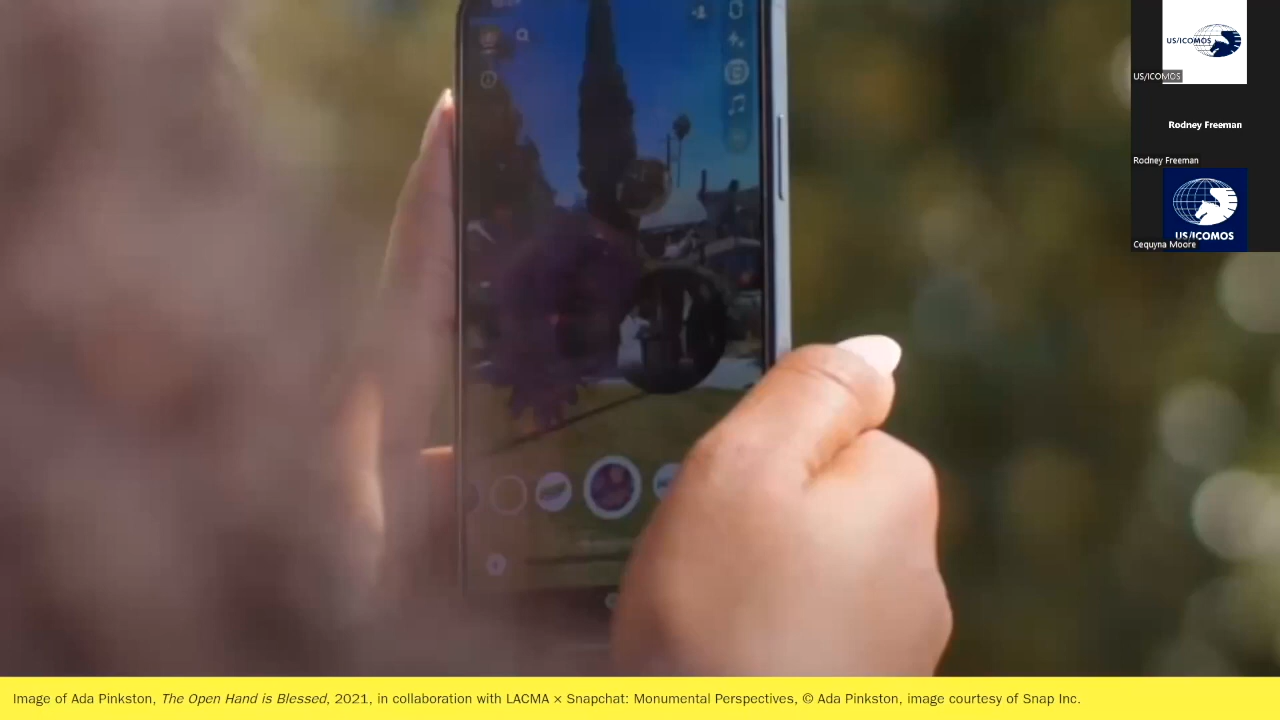 US/ICOMOS
US/ICOMOS
Rodney Freeman
Rodney Freeman
US/ICOMOS
Cequyna Moore
Image of Ada Pinkston, The Open Hand is Blessed, 2021, in collaboration with LACMA × Snapchat: Monumental Perspectives, © Ada Pinkston, image courtesy of Snap Inc.